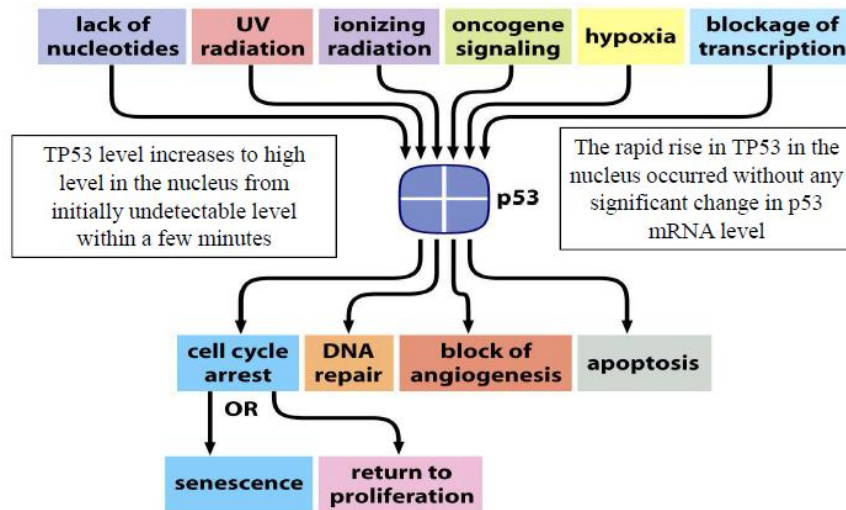 lack of
nucleotides
UV
radiation
ionizing
radiation
oncogene
signaling
hypoxia
blockage of
transcription
TP53 level increases to high
level in the nucleus from
initially undetectable level
within a few minutes
p53
The rapid rise in TP53 in the
nucleus occurred without any
significant change in p53
mRNA level
cell cycle
arrest
DNA
repair
block of
angiogenesis
apoptosis
OR
senescence
return to
proliferation